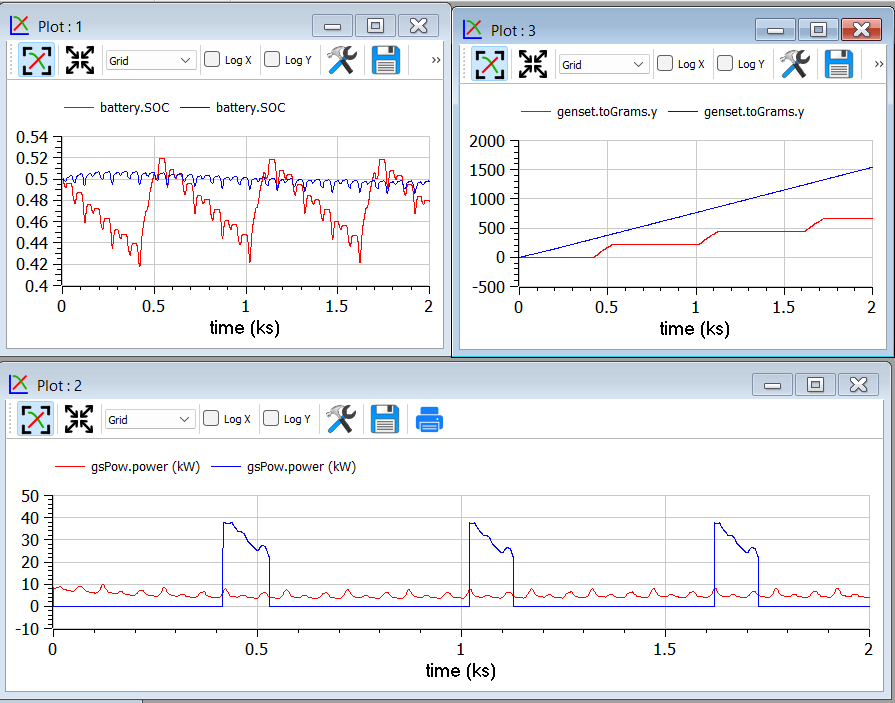 Plot : 1
Grid
Log X
Log Y
»
battery.SOC battery.SOC
0.54
0.52
0.5
0.48
0.46
0.44
0.42
0.4
0 0.5 1 1.5 2
time (ks)
Plot : 3
Grid
Log X
Log Y
»
genset.toGrams.y genset.toGrams.y
2000
1500
1000
500
0
-500
0 0.5 1 1.5 2
time (ks)
Plot : 2
Grid
Log X
Log Y
gsPow.power (kW) gsPow.power (kW)
50
40
30
20
10
0
-10
0 0.5 1 1.5 2
time (ks)